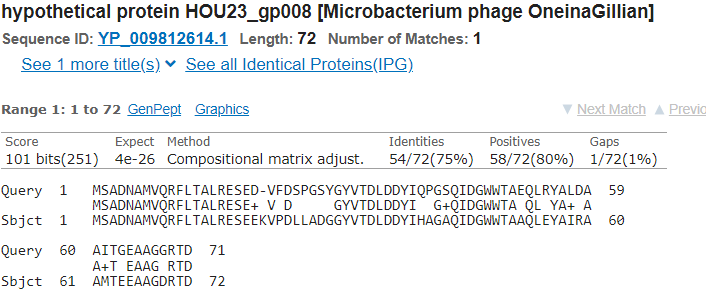 hypothetical protein HOU23_gp008 [Microbacterium phage OneinaGillian]
Sequence ID: YP_009812614.1 Length: 72 Number of Matches: 1
See 1 more title(s) See all Identical Proteins(IPG)
Range 1: 1 to 72 GenPept Graphics Next Match Previo
Score Expect Method Identities Positives Gaps
101 bits(251) 4e-26 Compositional matrix adjust. 54/72(75%) 58/72(80%) 1/72(1%)
Query 1 MSADNAMVQRFLTALRESED-VFDSPGSYGYVTDLDDYIQPGSQIDGWWTAEQLRYALDA 59
MSADNAMVQRFLTALRESE+ V D GYVTDLDDYI G+QIDGWWTA QL YA+ A
Sbjct 1 MSADNAMVQRFLTALRESEEKVPDLLADGGYVTDLDDYIHAGAQIDGWWTAAQLEYAIRA 60
Query 60 AITGEAAGGRTD 71
A+T EAAG RTD
Sbjct 61 AMTEEAAGDRTD 72